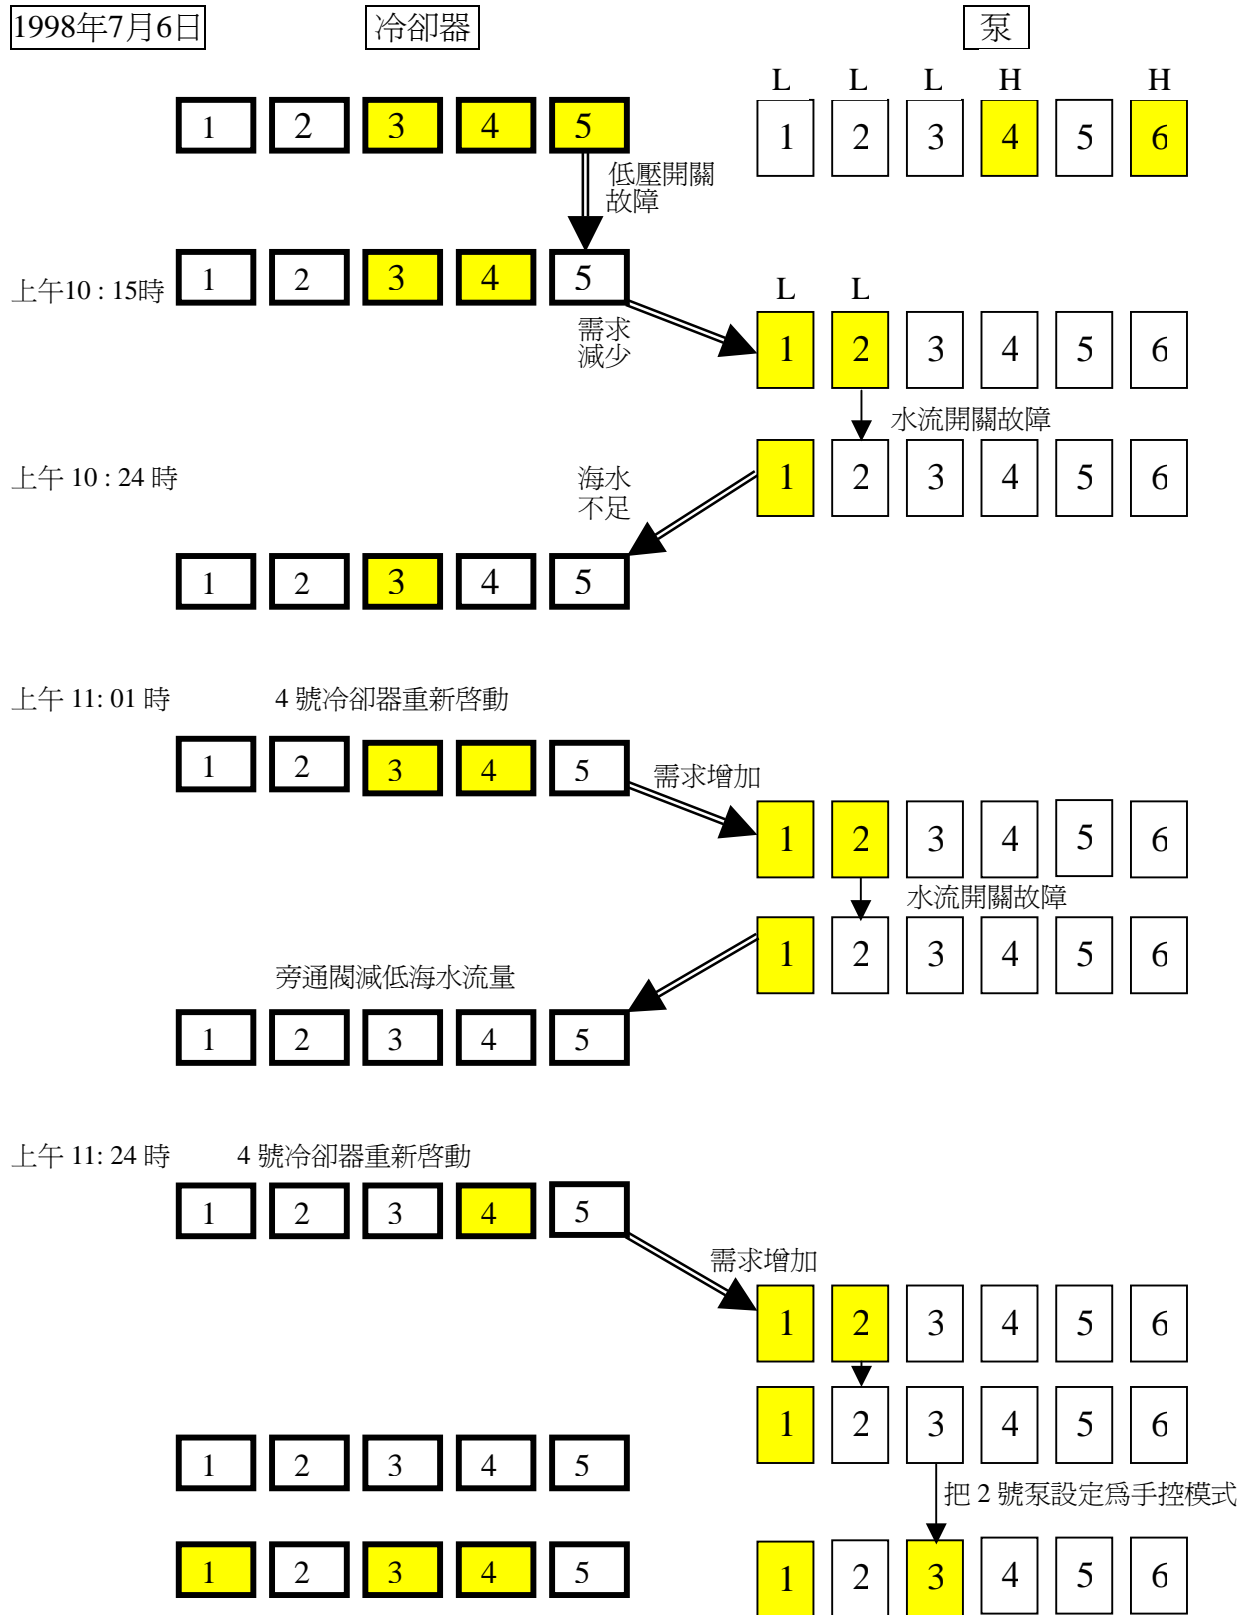 1998年7月6日 冷卻器 泵
L L L H H
1 2 3 4 5 1 2 3 4 5 6
低壓開關
故障
上午10 : 15時 1 2 3 4 5
L L
需求
減少
1 2 3 4 5 6
水流開關故障
上午 10 : 24 時
海水
不足
1 2 3 4 5 6
1 2 3 4 5
上午 11: 01 時 4 號冷卻器重新啓動
1 2 3 4 5
需求增加
1 2 3 4 5 6
水流開關故障
1 2 3 4 5 6
旁通閥減低海水流量
1 2 3 4 5
上午 11: 24 時 4 號冷卻器重新啓動
1 2 3 4 5
需求增加
1 2 3 4 5 6
1 2 3 4 5 6
1 2 3 4 5
把 2 號泵設定爲手控模式
1 2 3 4 5 1 2 3 4 5 6